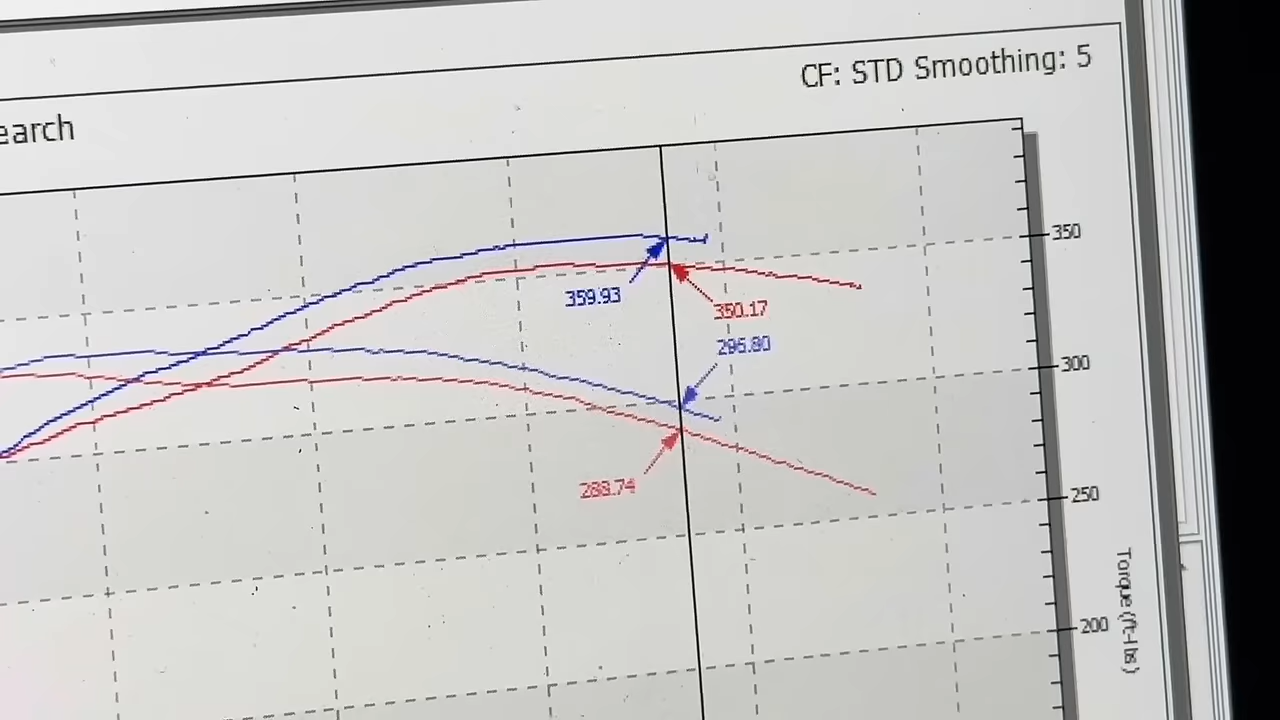 CF: STD Smoothing: 5
earch
350
359.93
350.17
295.80
300
288.74
250
Torque (ft-lbs)
200